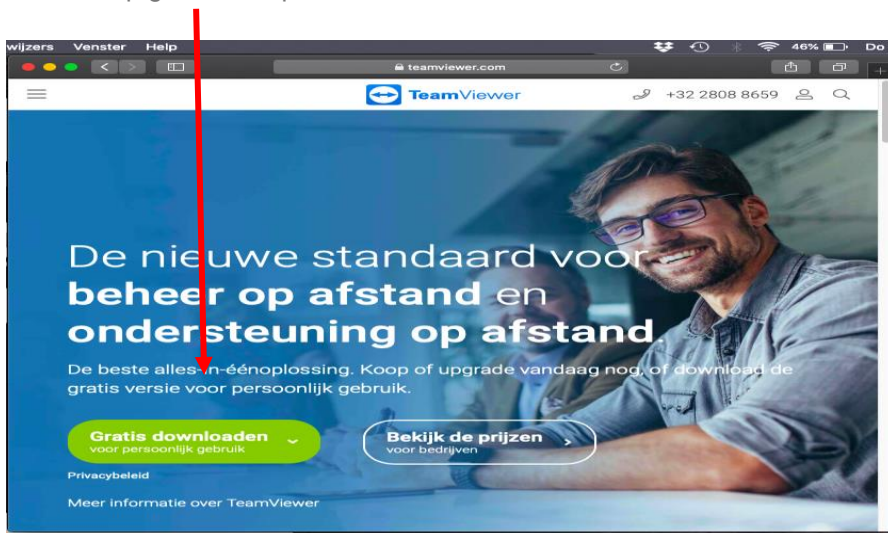 wijzers Venster Help 46% Do
teamviewer.com
TeamViewer +32 2808 8659
De nieuwe standaard voor
beheer op afstand en
ondersteuning op afstand.
De beste alles-in-éénoplossing. Koop of upgrade vandaag nog, of download de
gratis versie voor persoonlijk gebruik.
Gratis downloaden
voor persoonlijk gebruik
Bekijk de prijzen
voor bedrijven
Privacybeleid
Meer informatie over TeamViewer